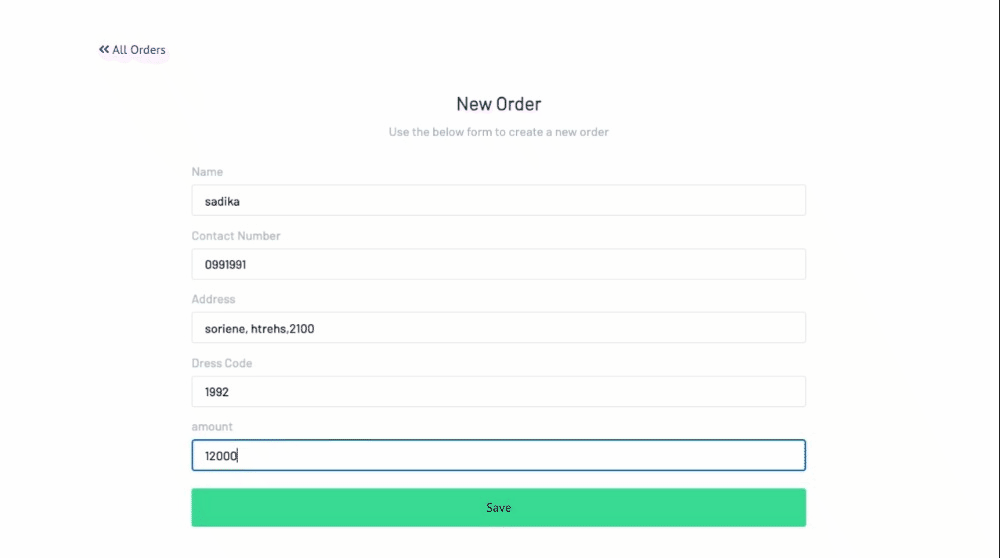 All Orders
New Order
Use the below form to create a new order
Name
sadika
Contact Number
0991991
Address
soriene, htrehs,2100
Dress Code
1992
amount
12000
Save